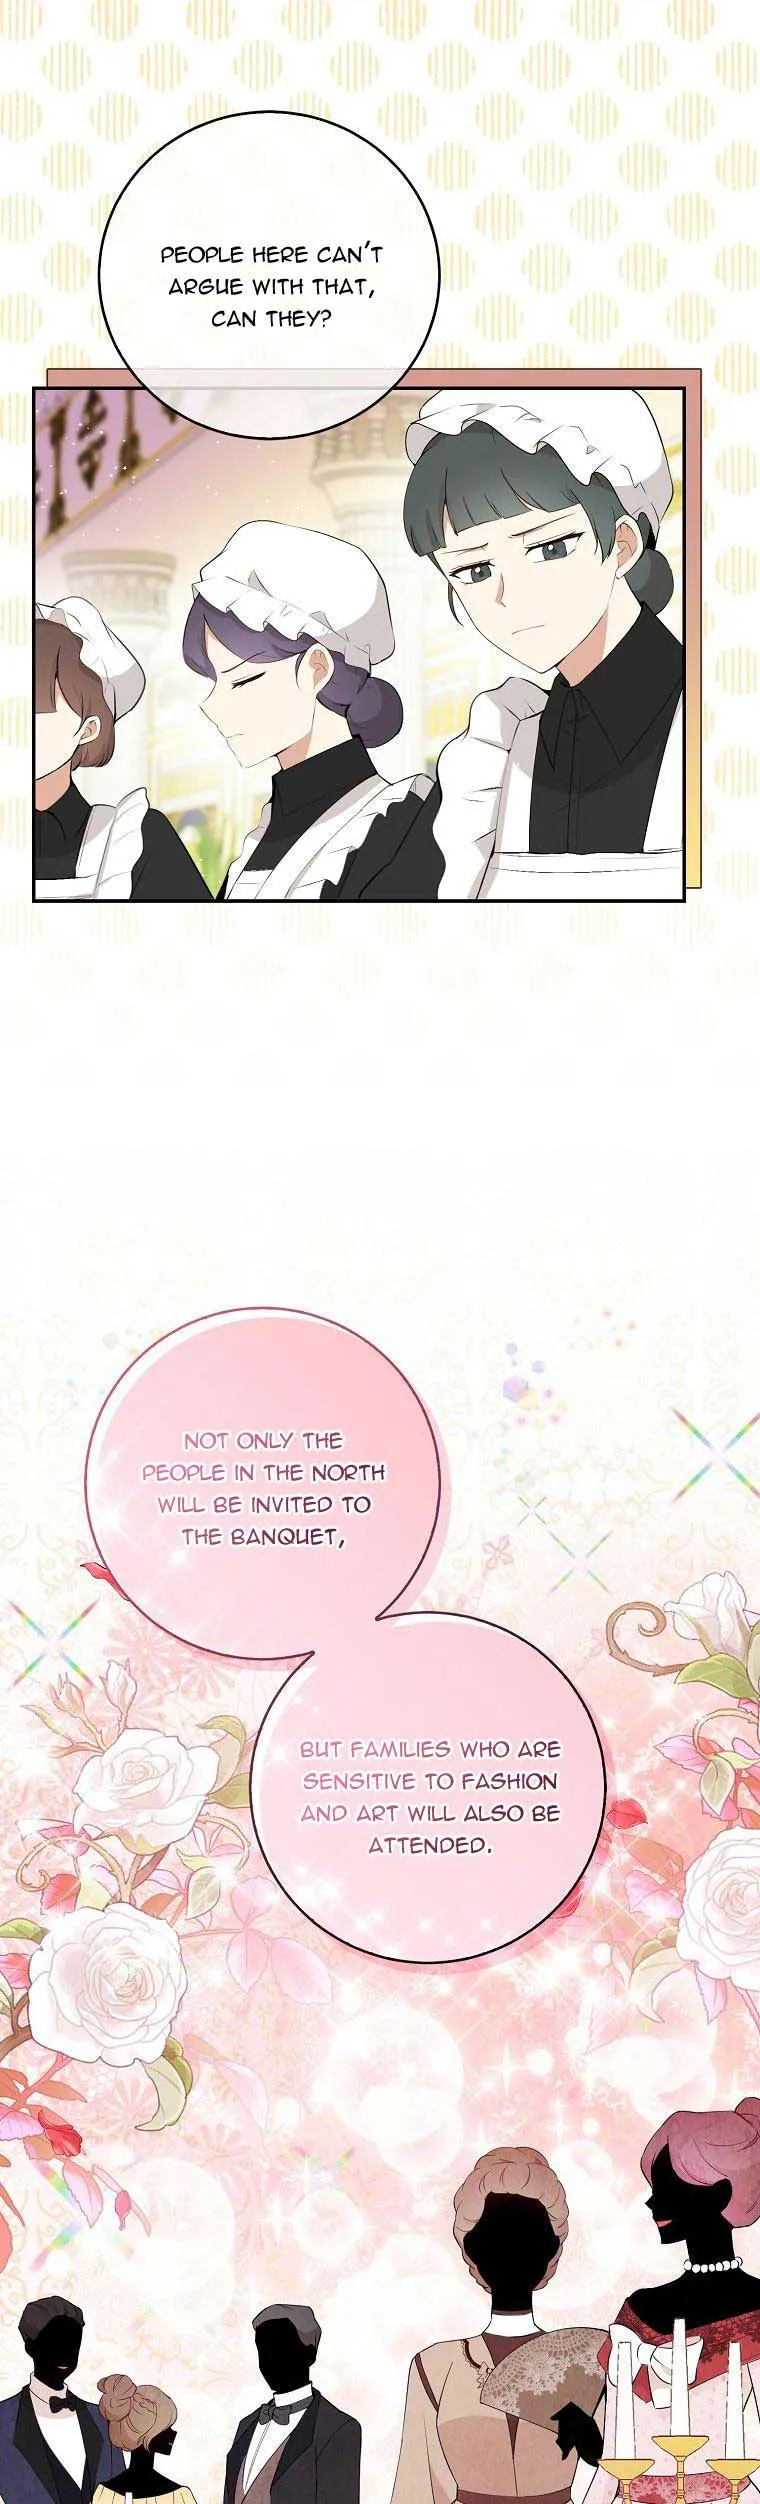 PEOPLE HERE CAN'T
ARGUE WITH THAT,
CAN THEY?
NOT ONLY THE
PEOPLE IN THE NORTH
WILL BE INVITED TO
THE BANQUET,
BUT FAMILIES WHO ARE
SENSITIVE TO FASHION
AND ART WILL ALSO BE
ATTENDED.